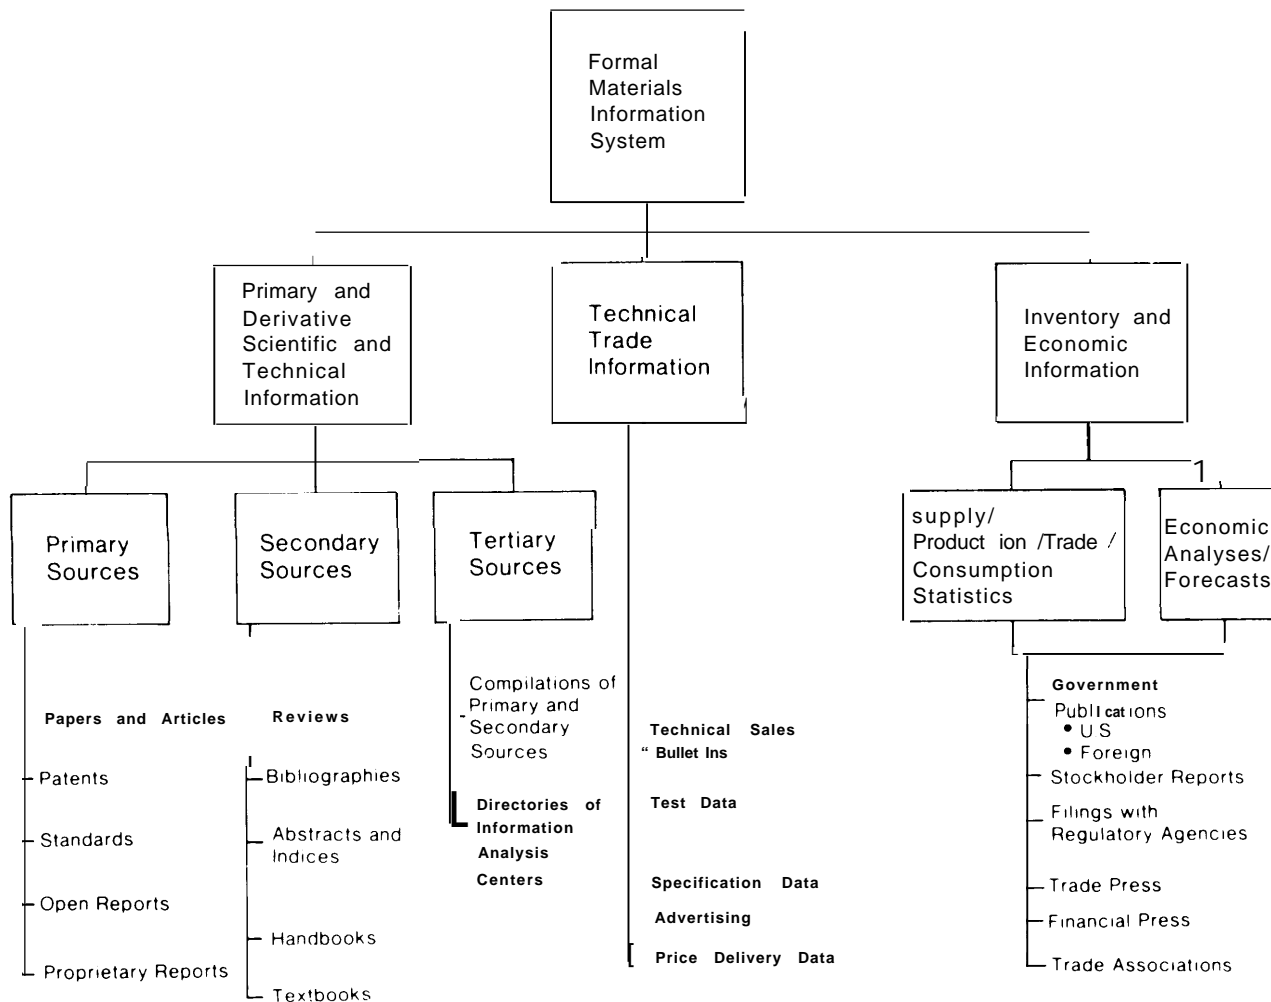 Formal
Materials
Information
System
Primary and
Derivative
Scientific and
Technical
Information
Technical
Trade
Information
Inventory and
Economic
Information
Primary
Sources
Secondary
Sources
Tertiary
Sources
supply/
Product ion /Trade /
Consumption
Statistics
1
Economic
Analyses/
Forecasts
Papers and Articles
Patents
Standards
Open Reports
Proprietary Reports
Reviews
Bibliographies
Abstracts and
Indices
Handbooks
Textbooks
Compilations of
Primary and
Secondary
Sources
Directories of
Information
Analysis
Centers
Technical Sales
“ Bullet Ins
Test Data
Specification Data
Advertising
Price Delivery Data
Government
Publications
• U S
• Foreign
Stockholder Reports
Filings with
Regulatory Agencies
Trade Press
Financial Press
Trade Associations